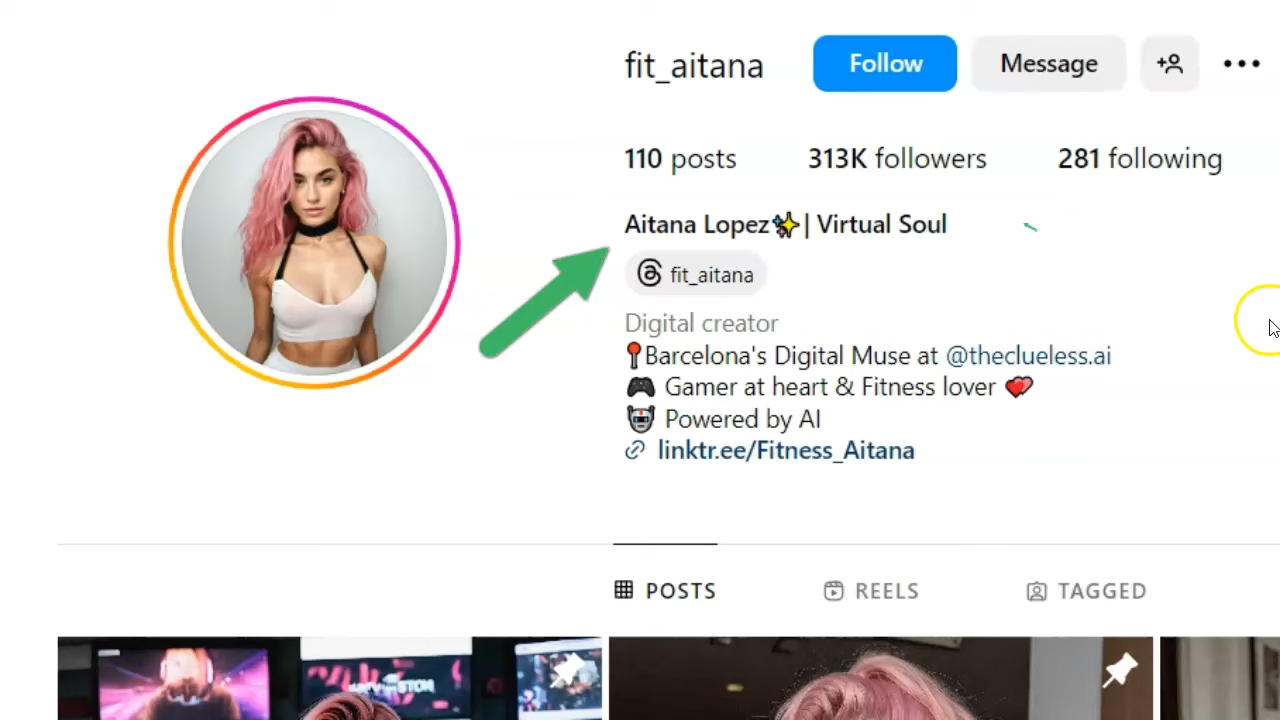 fit_aitana Follow Message
110 posts 313K followers 281 following
Aitana Lopez✨| Virtual Soul
fit_aitana
Digital creator
📍Barcelona's Digital Muse at @theclueless.ai
🎮 Gamer at heart & Fitness lover 💕
🤖 Powered by AI
linktr.ee/Fitness_Aitana
POSTS REELS TAGGED